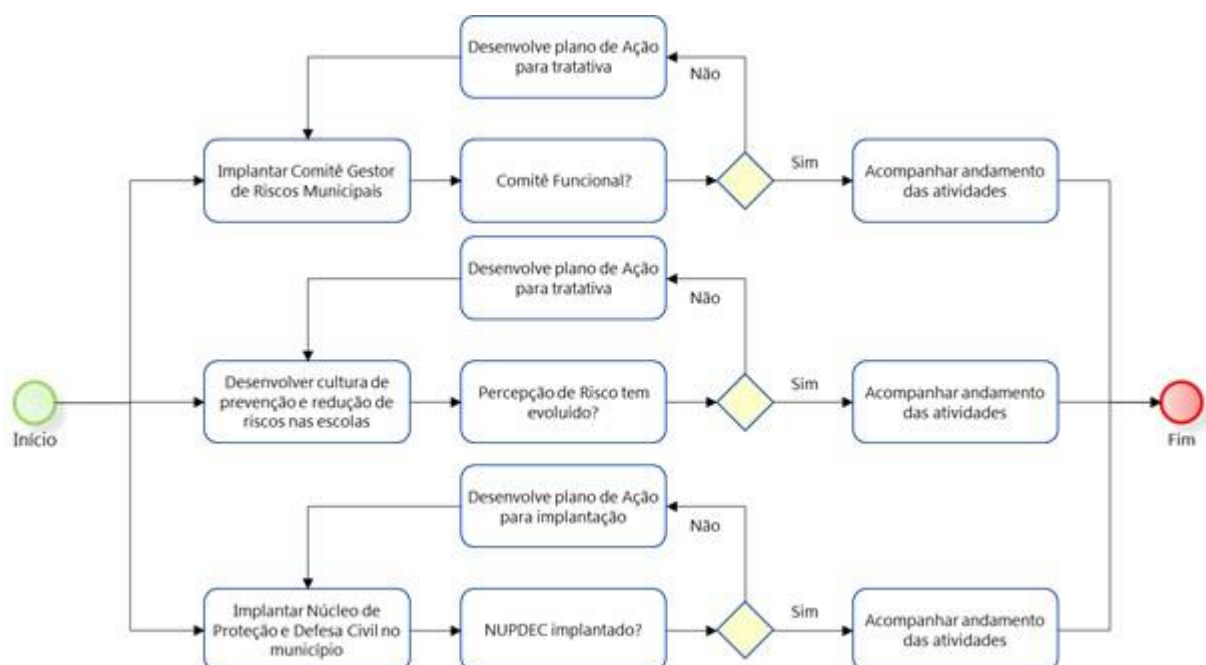 Desenvolve plano de Ação
para tratativa
Não
Implantar Comitê Gestor
de Riscos Municipais
Comitê Funcional?
Sim
Acompanhar andamento
das atividades
Desenvolve plano de Ação
para tratativa
Não
Início
Desenvolver cultura de
prevenção e redução de
riscos nas escolas
Percepção de Risco tem
evoluido?
Sim
Acompanhar andamento
das atividades
Fim
Desenvolve plano de Ação
para implantação
Não
Implantar Núcleo de
Proteção e Defesa Civil no
município
NUPDEC implantado?
Sim
Acompanhar andamento
das atividades